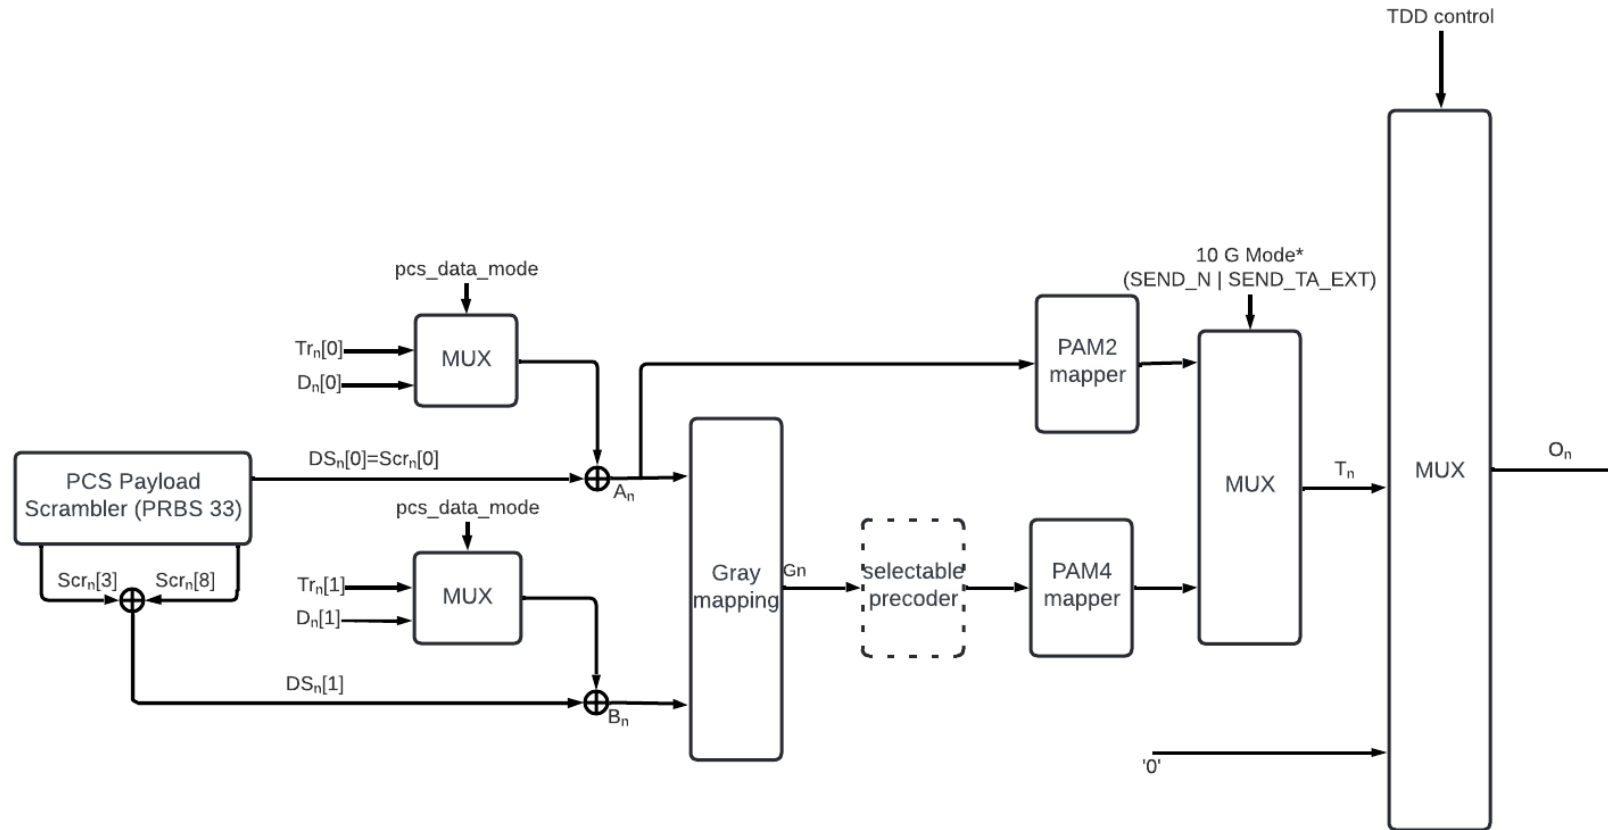 TDD control
10 G Mode*
(SEND_N | SEND_TA_EXT)
pcs_data_mode
Trn[0]
Dn[0]
MUX
PAM2
mapper
DSn[0]=Scrn[0]
An
PCS Payload
Scrambler (PRBS 33)
pcs_data_mode
Scrn[3]
Scrn[8]
Trn[1]
Dn[1]
MUX
Gray
mapping
Gn
selectable
precoder
PAM4
mapper
MUX
Tn
MUX
On
DSn[1]
Bn
'0'